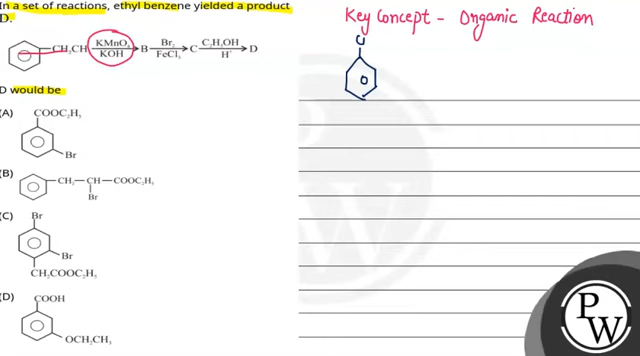 In a set of reactions, ethyl benzene yielded a product
D.
CH₂CH₃ KMnO₄ KOH B Br₂ FeCl₃ C C₂H₅OH H⁺ D
D would be
(A)
COOC₂H₅
Br
(B)
CH₂—CH—COOC₂H₅
Br
(C)
Br
Br
CH₂COOC₂H₅
(D)
COOH
OCH₂CH₃
Key Concept - Organic Reaction
C
P
W